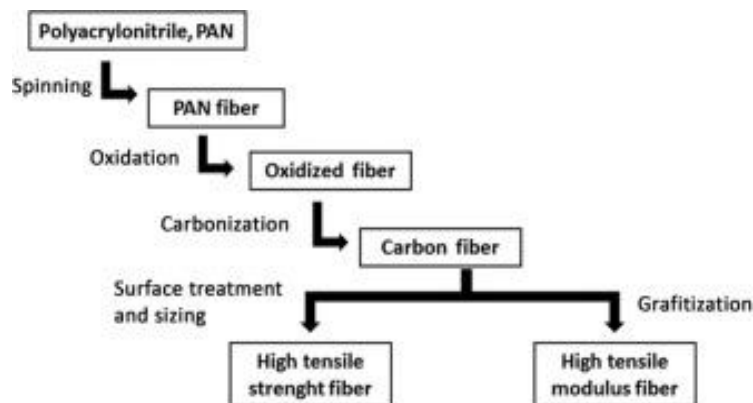 Polyacrylonitrile, PAN
Spinning
PAN fiber
Oxidation
Oxidized fiber
Carbonization
Carbon fiber
Surface treatment
and sizing
Grafitization
High tensile
strenght fiber
High tensile
modulus fiber